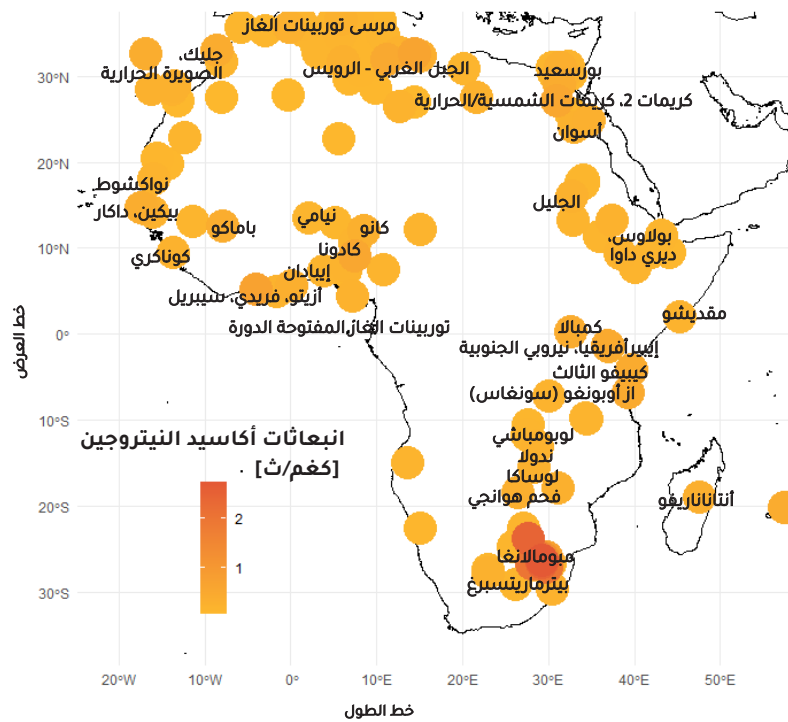 مرسى توربينات الغاز
جليك،
الصويرة الحرارية
الجبل الغربي - الرويس
بورسعيد
كريمات 2، كريمات الشمسية/الحرارية
أسوان
نواكشوط
بيكين، داكار
باماكو
نيامي
كانو
كادونا
كوناكري
إيبادان
أزيتو، فريدي، سيبريل
توربينات الغاز المفتوحة الدورة
الجليل
بولاوس،
ديري داوا
مقديشو
كمبالا
إيبيرأفريقيا، نيروبي الجنوبية
كيبيفو الثالث
از أوبونغو (سونغاس)
لوبومباشي
ندولا
لوساكا
فحم هوانجي
أنتاناناريفو
مبومالانغا
بيترماريتسبرغ
انبعاثات أكاسيد النيتروجين
[كغم/ث]
2
1
خط العرض
30°N
20°N
10°N
0°
10°S
20°S
30°S
20°W
10°W
0°
10°E
20°E
30°E
40°E
50°E
خط الطول